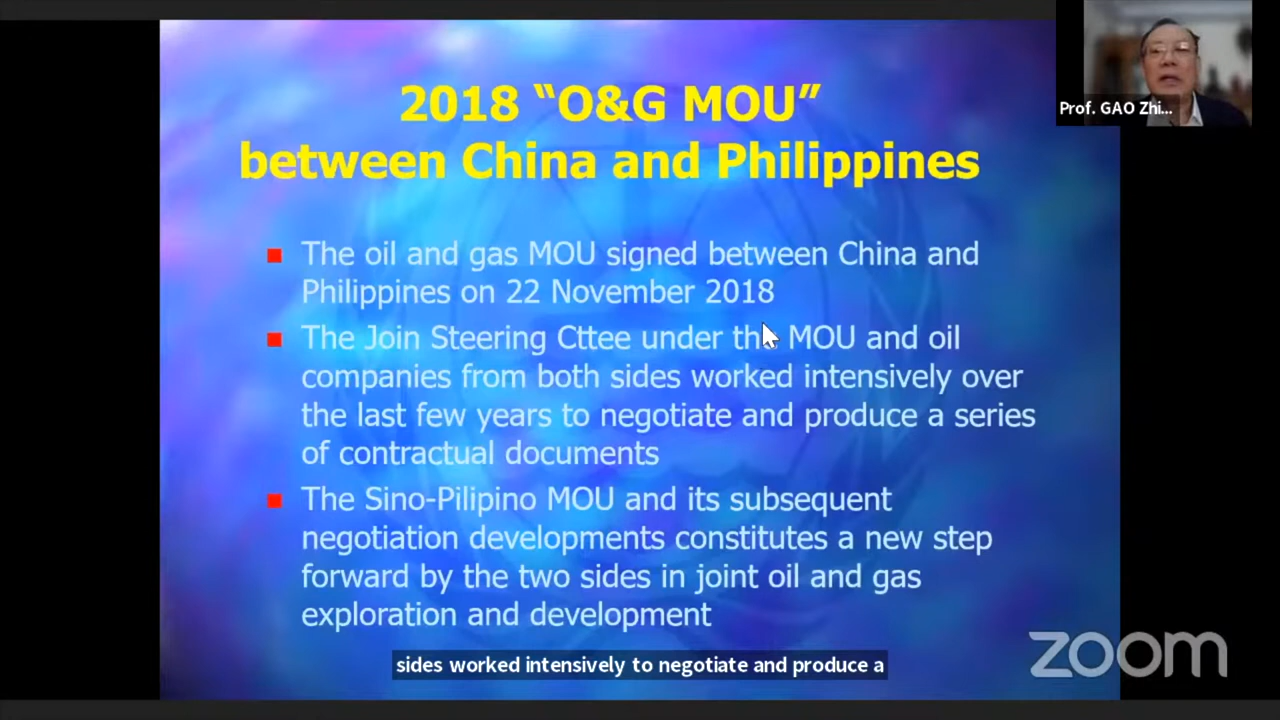 2018 “O&G MOU”
between China and Philippines
Prof. GAO Zhi...
The oil and gas MOU signed between China and
Philippines on 22 November 2018
The Join Steering Cttee under the MOU and oil
companies from both sides worked intensively over
the last few years to negotiate and produce a series
of contractual documents
The Sino-Pilipino MOU and its subsequent
negotiation developments constitutes a new step
forward by the two sides in joint oil and gas
exploration and development
sides worked intensively to negotiate and produce a
zoom